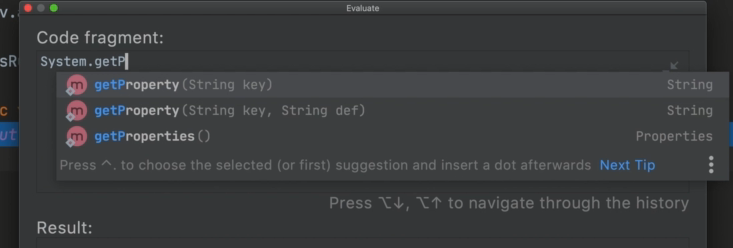 Evaluate
v.a
Code fragment:
System.getP
sRu
m getProperty(String key) String
c
m getProperty(String key, String def) String
ut
m getProperties() Properties
Press ^. to choose the selected (or first) suggestion and insert a dot afterwards Next Tip
Press ⌥↓, ⌥↑ to navigate through the history
Result: